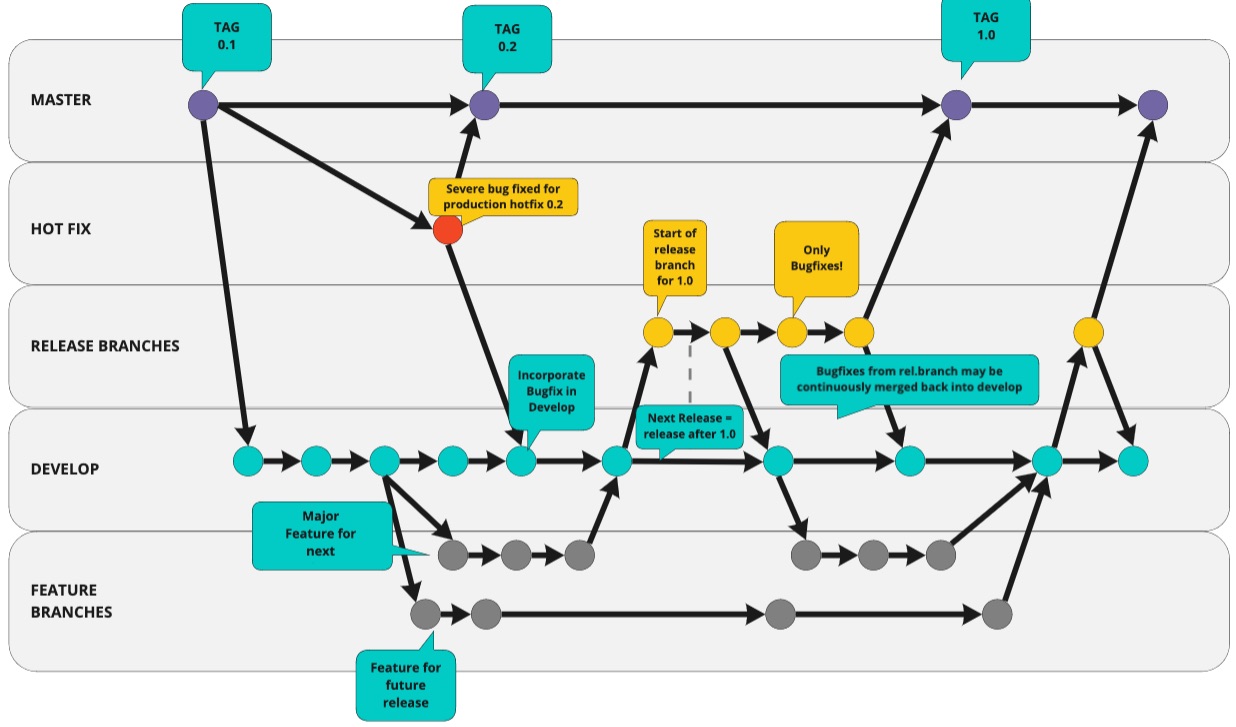 TAG
0.1
TAG
0.2
TAG
1.0
MASTER
Severe bug fixed for
production hotfix 0.2
HOT FIX
Start of
release
branch
for 1.0
Only
Bugfixes!
RELEASE BRANCHES
Incorporate
Bugfix in
Develop
Bugfixes from rel.branch may be
continuously merged back into develop
Next Release =
release after 1.0
DEVELOP
Major
Feature for
next
FEATURE
BRANCHES
Feature for
future
release